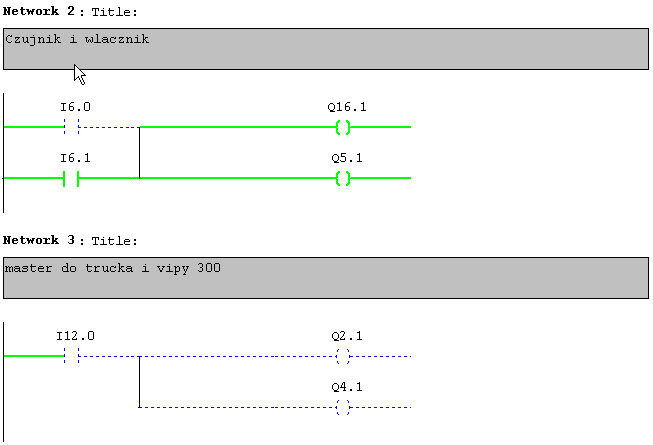 Network 2 : Title:
Czujnik i wlacznik
I6.0 Q16.1
I6.1 Q5.1
Network 3 : Title:
master do trucka i vipy 300
I12.0 Q2.1
Q4.1